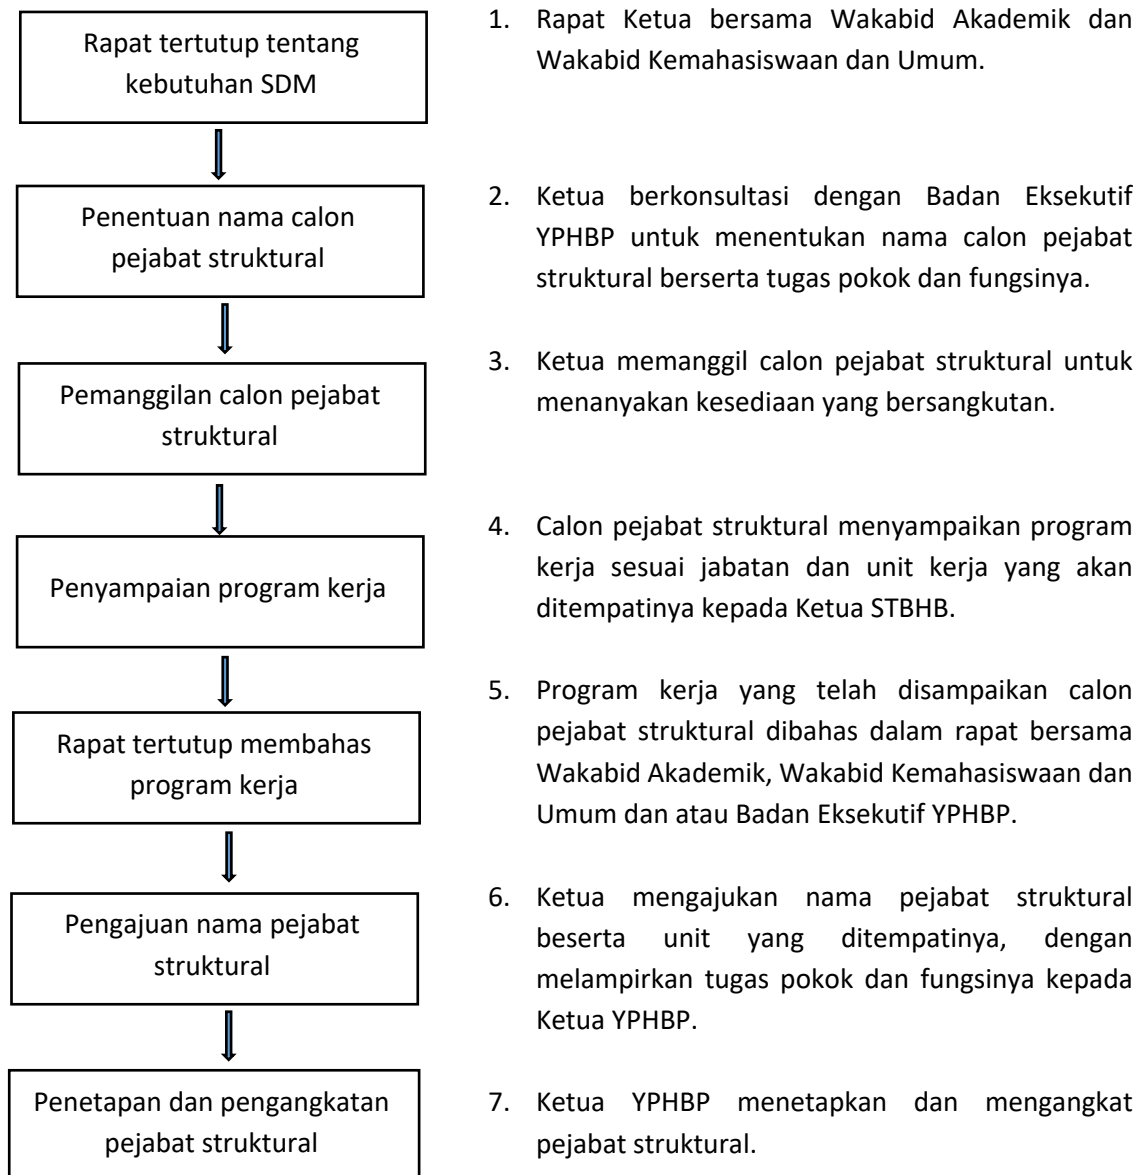 Rapat tertutup tentang
kebutuhan SDM
1. Rapat Ketua bersama Wakabid Akademik dan
Wakabid Kemahasiswaan dan Umum.
Penentuan nama calon
pejabat struktural
2. Ketua berkonsultasi dengan Badan Eksekutif
YPHBP untuk menentukan nama calon pejabat
struktural berserta tugas pokok dan fungsinya.
Pemanggilan calon pejabat
struktural
3. Ketua memanggil calon pejabat struktural untuk
menanyakan kesediaan yang bersangkutan.
Penyampaian program kerja
4. Calon pejabat struktural menyampaikan program
kerja sesuai jabatan dan unit kerja yang akan
ditempatinya kepada Ketua STBHB.
Rapat tertutup membahas
program kerja
5. Program kerja yang telah disampaikan calon
pejabat struktural dibahas dalam rapat bersama
Wakabid Akademik, Wakabid Kemahasiswaan dan
Umum dan atau Badan Eksekutif YPHBP.
Pengajuan nama pejabat
struktural
6. Ketua mengajukan nama pejabat struktural
beserta unit yang ditempatinya, dengan
melampirkan tugas pokok dan fungsinya kepada
Ketua YPHBP.
Penetapan dan pengangkatan
pejabat struktural
7. Ketua YPHBP menetapkan dan mengangkat
pejabat struktural.